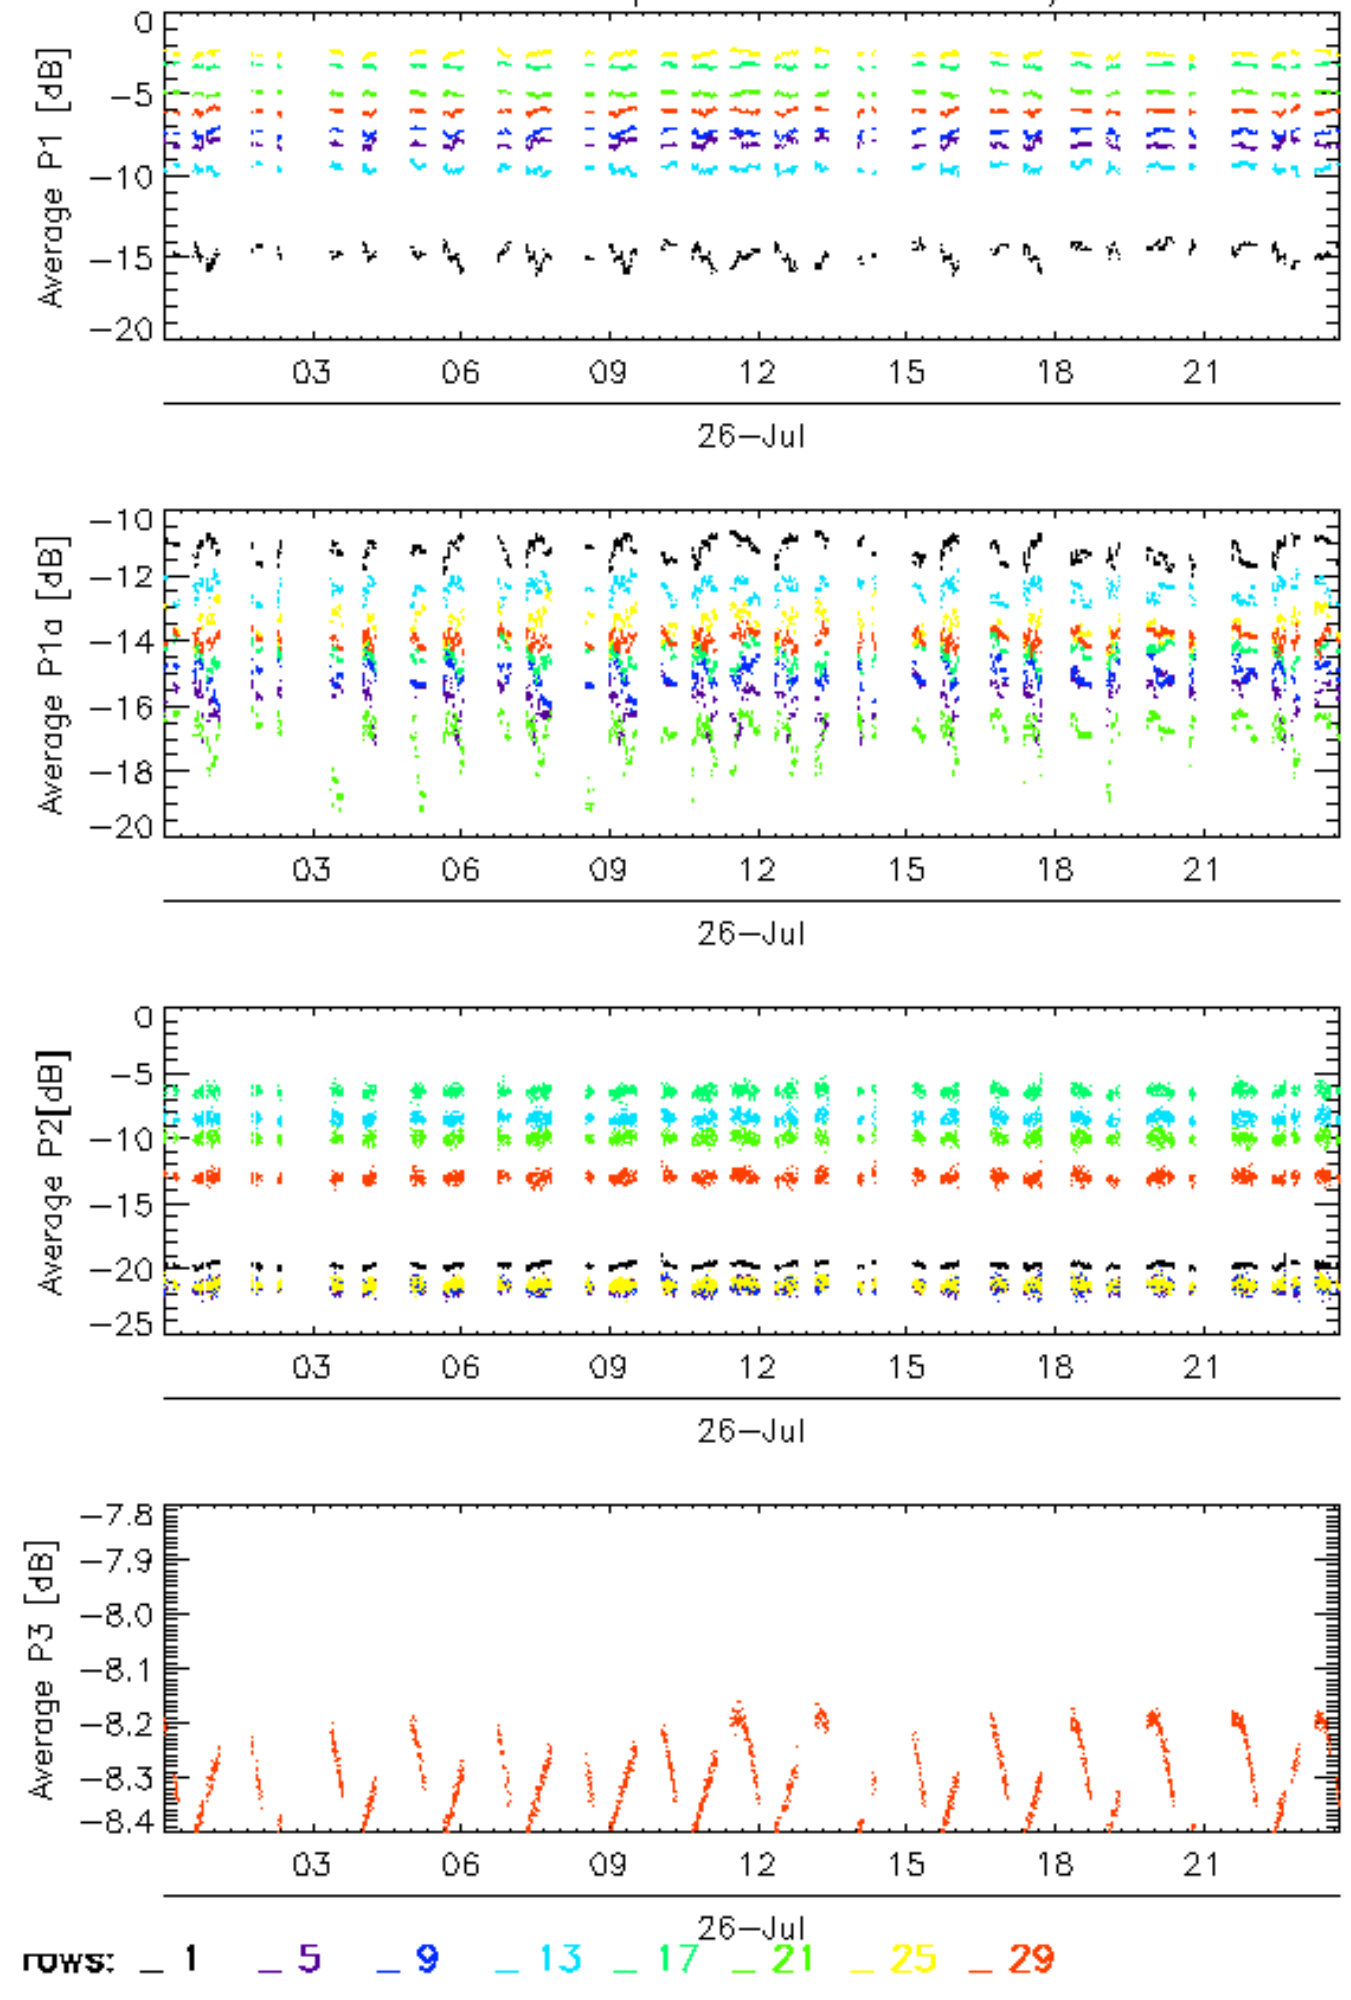 0
−5
−10
−15
−20
Average P1 [dB]
03 06 09 12 15 18 21
26−Jul
−10
−12
−14
−16
−18
−20
Average P1a [dB]
03 06 09 12 15 18 21
26−Jul
0
−5
−10
−15
−20
−25
Average P2[dB]
03 06 09 12 15 18 21
26−Jul
−7.8
−7.9
−8.0
−8.1
−8.2
−8.3
−8.4
Average P3 [dB]
03 06 09 12 15 18 21
26−Jul
rows: _ 1 _ 5 _ 9 _ 13 _ 17 _ 21 _ 25 _ 29